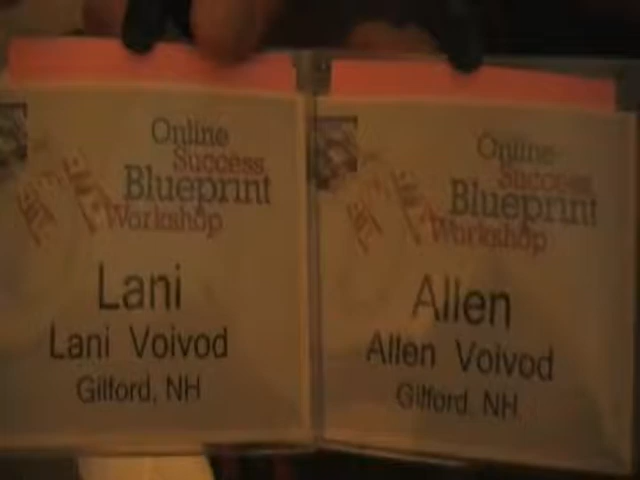 Online
Success
Blueprint
Workshop
Lani
Lani Voivod
Gilford, NH
Online
Success
Blueprint
Workshop
Allen
Allen Voivod
Gilford, NH